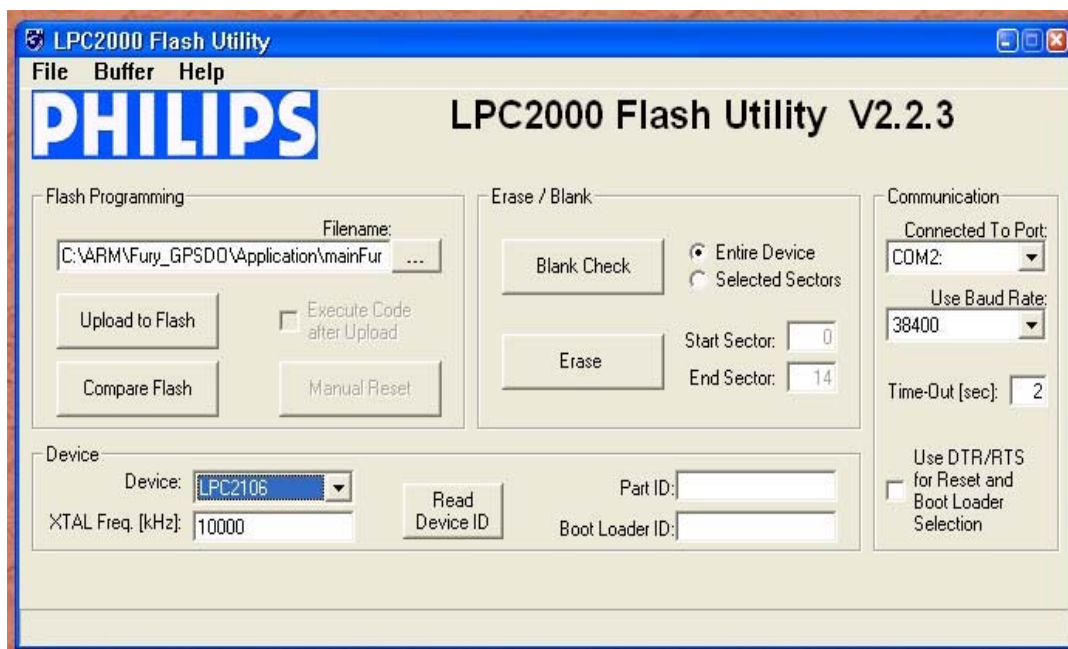 LPC2000 Flash Utility
File Buffer Help
PHILIPS
LPC2000 Flash Utility V2.2.3
Flash Programming
Filename:
C:\ARM\Fury_GPSDO\Application\mainFur
...
Upload to Flash
Execute Code
after Upload
Compare Flash
Manual Reset
Erase / Blank
Blank Check
Entire Device
Selected Sectors
Erase
Start Sector: 0
End Sector: 14
Communication
Connected To Port:
COM2:
Use Baud Rate:
38400
Time-Out [sec]: 2
Use DTR/RTS
for Reset and
Boot Loader
Selection
Device
Device: LPC2106
XTAL Freq. [kHz]: 10000
Read
Device ID
Part ID:
Boot Loader ID: